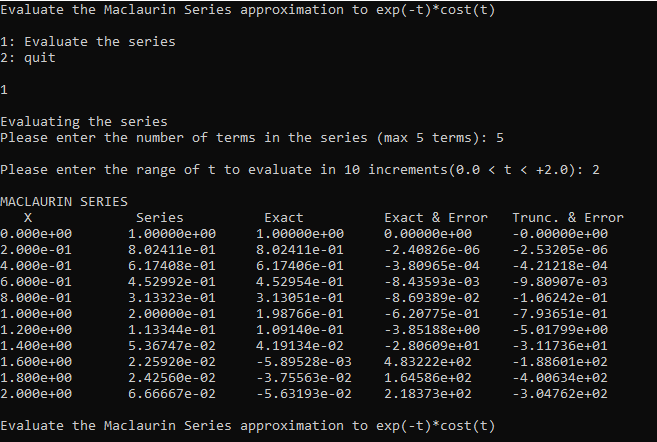 Evaluate the Maclaurin Series approximation to exp(-t)*cost(t)
1: Evaluate the series
2: quit
1
Evaluating the series
Please enter the number of terms in the series (max 5 terms): 5
Please enter the range of t to evaluate in 10 increments(0.0 < t < +2.0): 2
MACLAURIN SERIES
X Series Exact Exact & Error Trunc. & Error
0.000e+00 1.00000e+00 1.00000e+00 0.00000e+00 -0.00000e+00
2.000e-01 8.02411e-01 8.02411e-01 -2.40826e-06 -2.53205e-06
4.000e-01 6.17408e-01 6.17406e-01 -3.80965e-04 -4.21218e-04
6.000e-01 4.52992e-01 4.52954e-01 -8.43593e-03 -9.80907e-03
8.000e-01 3.13323e-01 3.13051e-01 -8.69389e-02 -1.06242e-01
1.000e+00 2.00000e-01 1.98766e-01 -6.20775e-01 -7.93651e-01
1.200e+00 1.13344e-01 1.09140e-01 -3.85188e+00 -5.01799e+00
1.400e+00 5.36747e-02 4.19134e-02 -2.80609e+01 -3.11736e+01
1.600e+00 2.25920e-02 -5.89528e-03 4.83222e+02 -1.88601e+02
1.800e+00 2.42560e-02 -3.75563e-02 1.64586e+02 -4.00634e+02
2.000e+00 6.66667e-02 -5.63193e-02 2.18373e+02 -3.04762e+02
Evaluate the Maclaurin Series approximation to exp(-t)*cost(t)